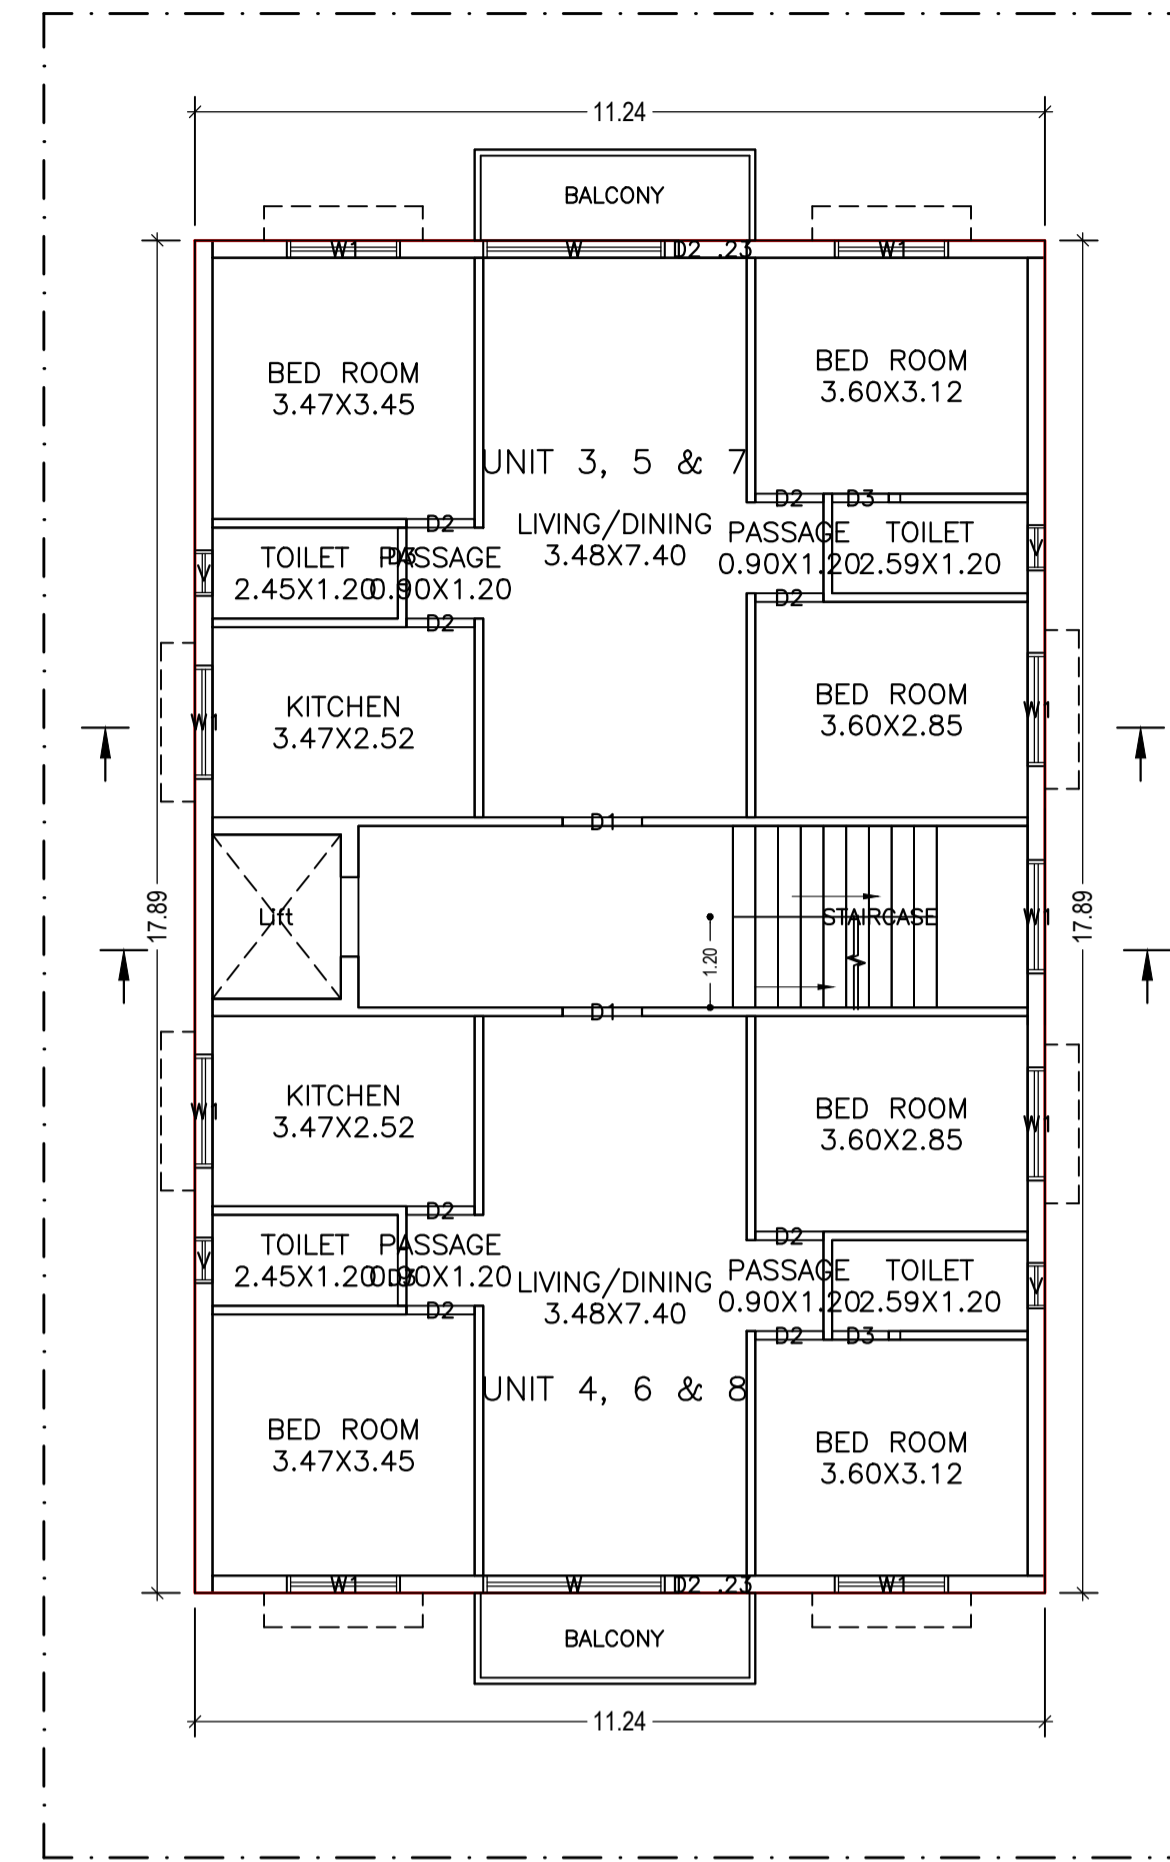 11.24
BALCONY
W1
W
D2 .23
W1
BED ROOM
3.47X3.45
BED ROOM
3.60X3.12
UNIT 3, 5 & 7
D2
D3
D2
LIVING/DINING
3.48X7.40
PASSAGE
0.90X1.20
TOILET
2.59X1.20
TOILET
2.45X1.20
D3
PASSAGE
0.90X1.20
V
V
D2
D2
KITCHEN
3.47X2.52
BED ROOM
3.60X2.85
W1
W1
D1
17.89
Lift
1.20
STAIRCASE
W1
17.89
D1
KITCHEN
3.47X2.52
BED ROOM
3.60X2.85
W1
W1
D2
D2
TOILET
2.45X1.20
PASSAGE
0.90X1.20
D3
LIVING/DINING
3.48X7.40
PASSAGE
0.90X1.20
TOILET
2.59X1.20
V
V
D2
D2
D3
UNIT 4, 6 & 8
BED ROOM
3.47X3.45
BED ROOM
3.60X3.12
W1
W
D2 .23
W1
BALCONY
11.24